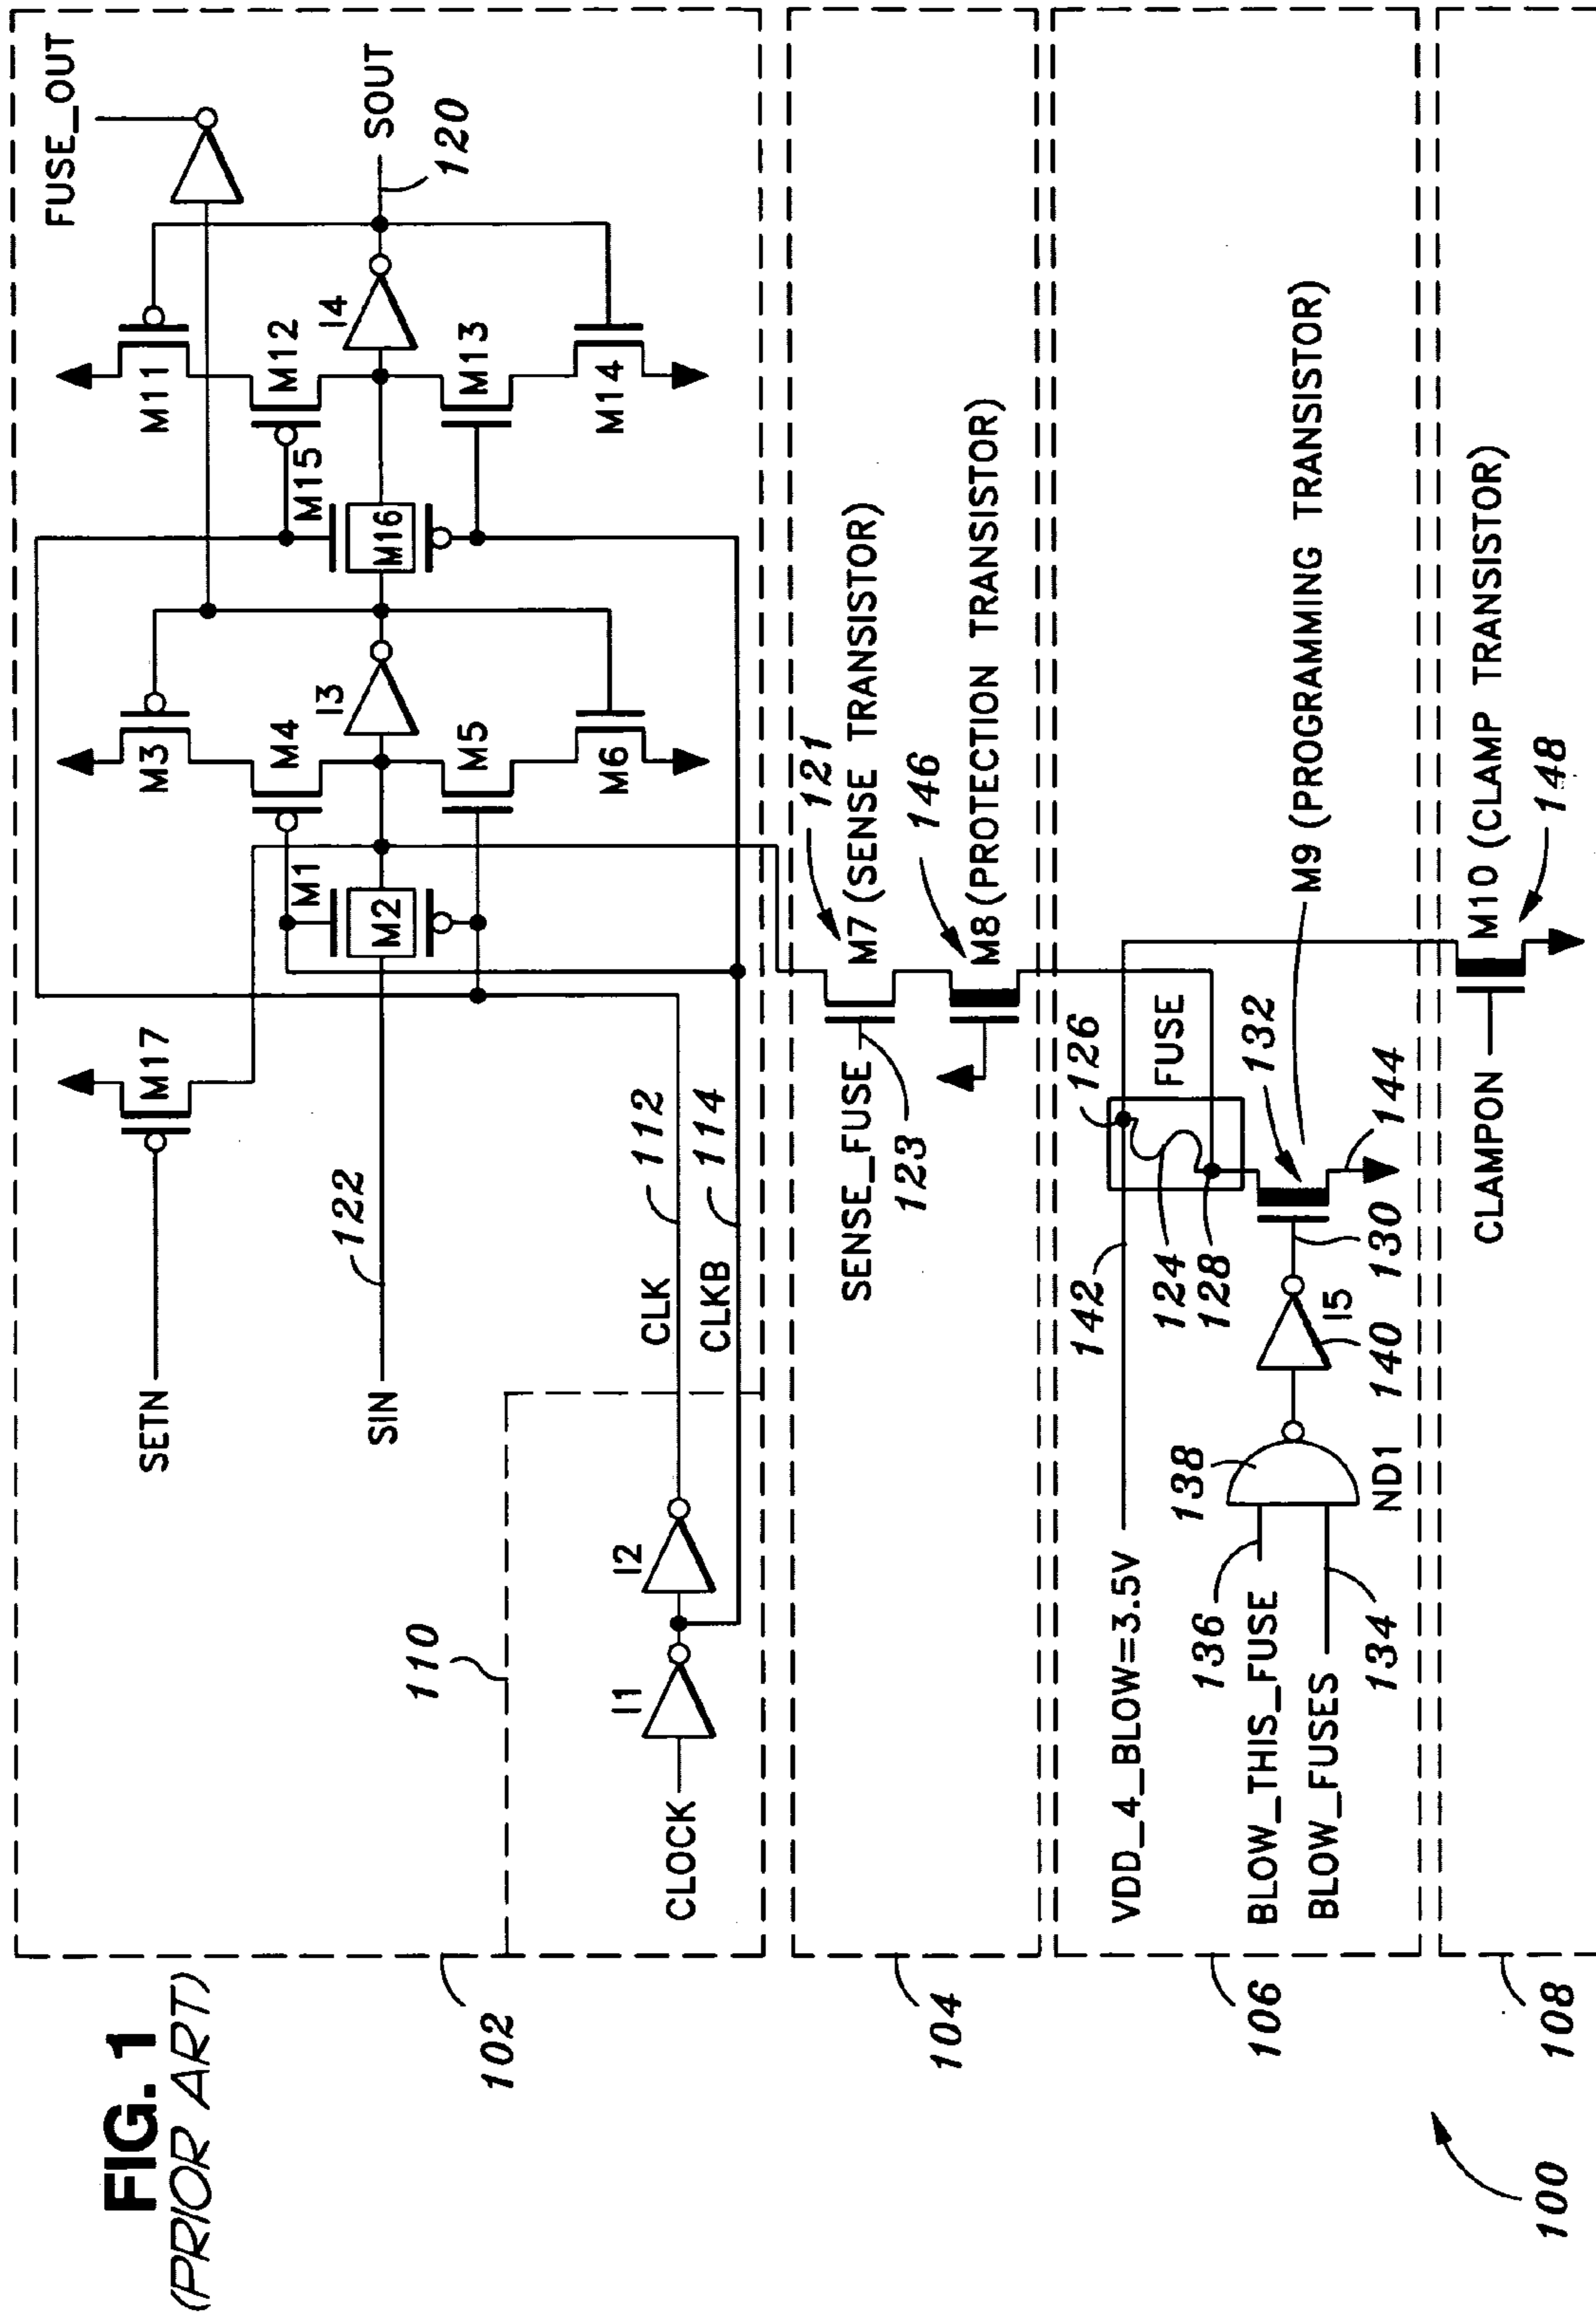 FIG. 1
(PRIOR ART)
FUSE_OUT
SOUT
120
M11
M12
I4
M13
M14
M15
M16
M3
M4
I3
M5
M6
M1
M2
M17
SETN
SIN
122
CLK
112
CLKB
114
110
I1
I2
CLOCK
102
121
M7 (SENSE TRANSISTOR)
146
M8 (PROTECTION TRANSISTOR)
SENSE_FUSE
123
104
126
FUSE
132
M9 (PROGRAMMING TRANSISTOR)
142
124
128
144
130
I5
140
138
ND1
VDD_4_BLOW=3.5V
136
BLOW_THIS_FUSE
BLOW_FUSES
134
106
M10 (CLAMP TRANSISTOR)
148
CLAMPON
108
100